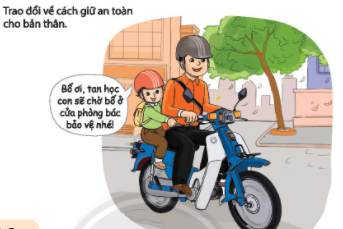 Trao đổi về cách giữ an toàn
cho bản thân.
Bố ơi, tan học
con sẽ chờ bố ở
cửa phòng bác
bảo vệ nhé!